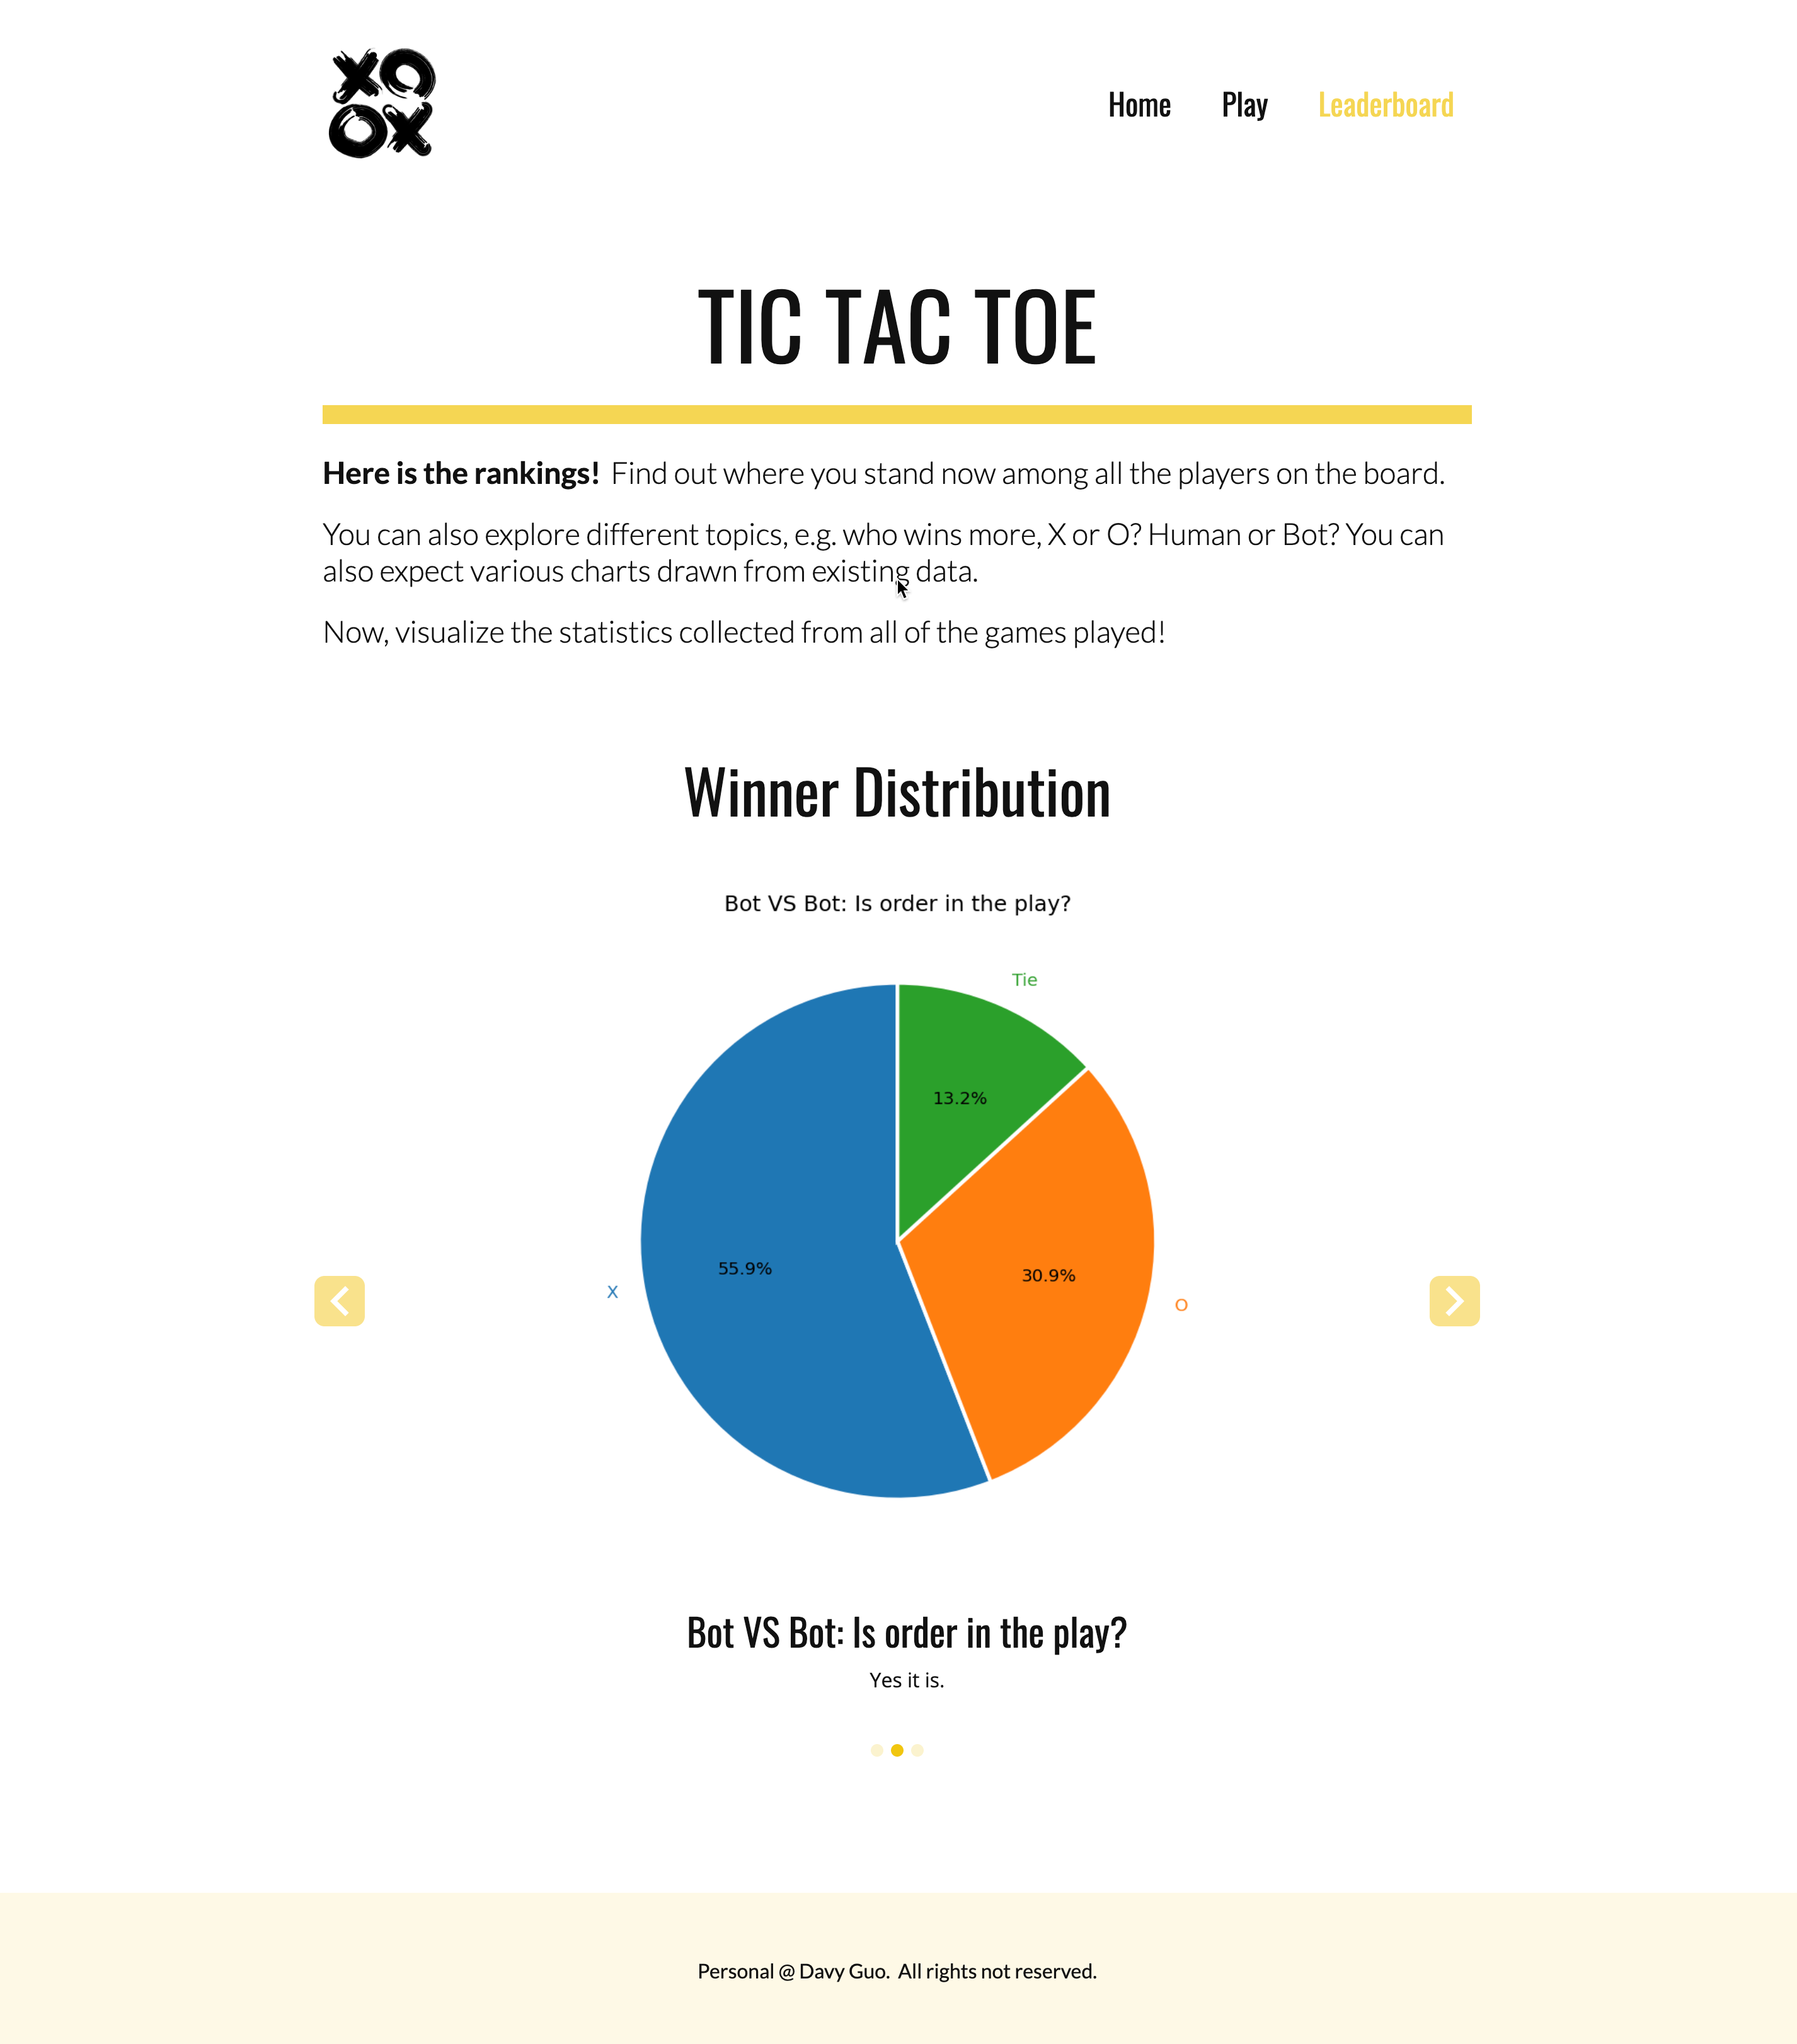 XO
OX
Home Play Leaderboard
TIC TAC TOE
Here is the rankings! Find out where you stand now among all the players on the board.
You can also explore different topics, e.g. who wins more, X or O? Human or Bot? You can
also expect various charts drawn from existing data.
Now, visualize the statistics collected from all of the games played!
Winner Distribution
Bot VS Bot: Is order in the play?
Tie
13.2%
55.9%
30.9%
X
O
Bot VS Bot: Is order in the play?
Yes it is.
Personal @ Davy Guo. All rights not reserved.